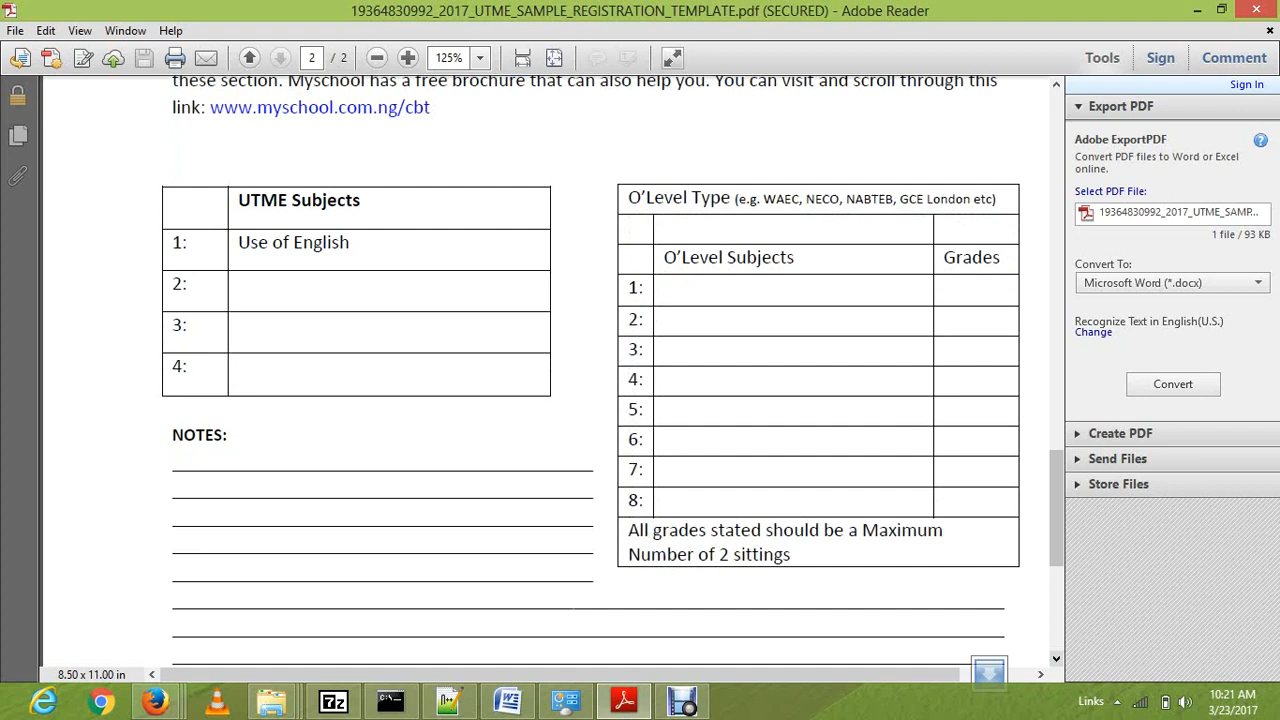 19364830992_2017_UTME_SAMPLE_REGISTRATION_TEMPLATE.pdf (SECURED) - Adobe Reader
File Edit View Window Help
2 / 2 125% Tools Sign Comment
Sign In
these section. Myschool has a free brochure that can also help you. You can visit and scroll through this
link: www.myschool.com.ng/cbt
UTME Subjects
1: Use of English
2:
3:
4:
NOTES:
O'Level Type (e.g. WAEC, NECO, NABTEB, GCE London etc)
O'Level Subjects Grades
1:
2:
3:
4:
5:
6:
7:
8:
All grades stated should be a Maximum
Number of 2 sittings
Export PDF
Adobe ExportPDF
Convert PDF files to Word or Excel
online.
Select PDF File:
19364830992_2017_UTME_SAMP...
1 file / 93 KB
Convert To:
Microsoft Word (*.docx)
Recognize Text in English(U.S.)
Change
Convert
Create PDF
Send Files
Store Files
8.50 x 11.00 in
7z
Links
10:21 AM
3/23/2017